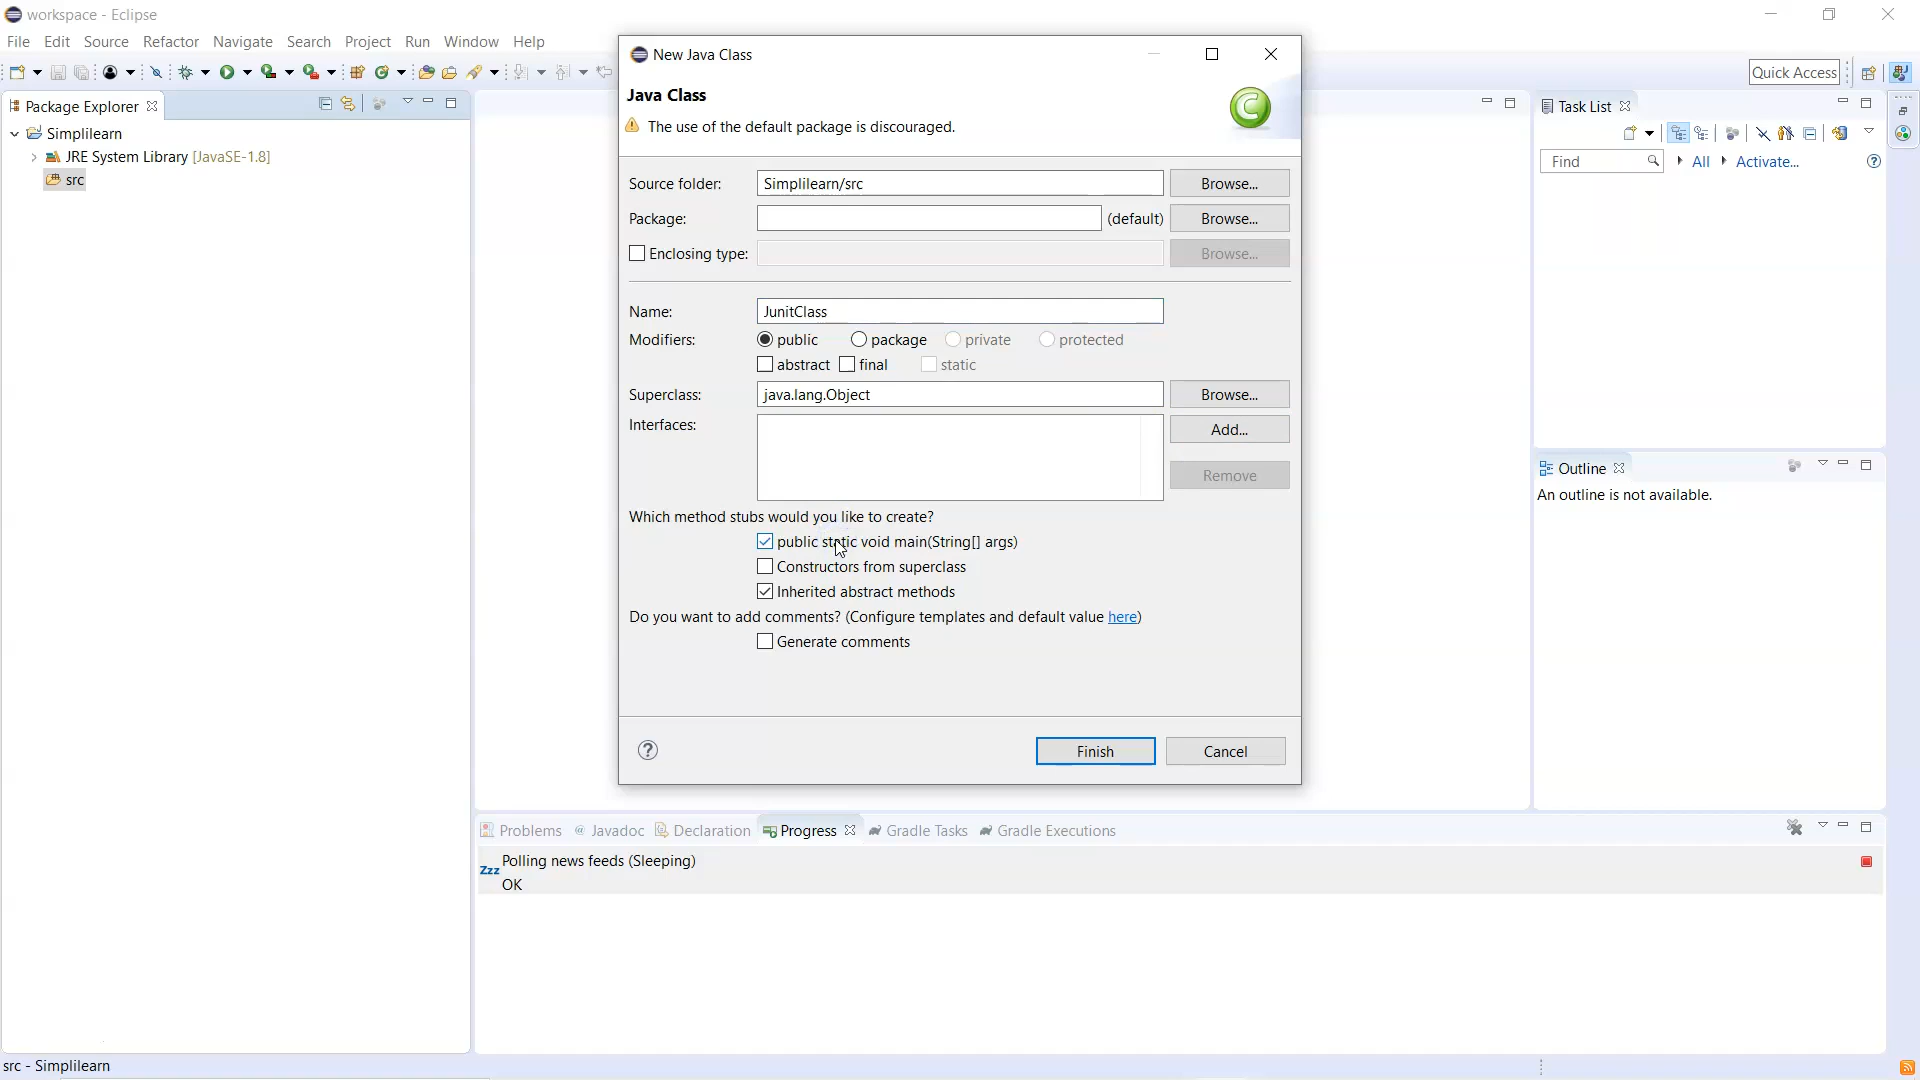 workspace - Eclipse
File Edit Source Refactor Navigate Search Project Run Window Help
Quick Access
Package Explorer
Simplilearn
JRE System Library [JavaSE-1.8]
src
New Java Class
Java Class
The use of the default package is discouraged.
Source folder: Simplilearn/src Browse...
Package: (default) Browse...
Enclosing type: Browse...
Name: JunitClass
Modifiers: public package private protected
abstract final static
Superclass: java.lang.Object Browse...
Interfaces: Add...
Remove
Which method stubs would you like to create?
public static void main(String[] args)
Constructors from superclass
Inherited abstract methods
Do you want to add comments? (Configure templates and default value here)
Generate comments
Finish Cancel
Task List
Find All Activate...
Outline
An outline is not available.
Problems @ Javadoc Declaration Progress Gradle Tasks Gradle Executions
Zzz Polling news feeds (Sleeping)
OK
src - Simplilearn